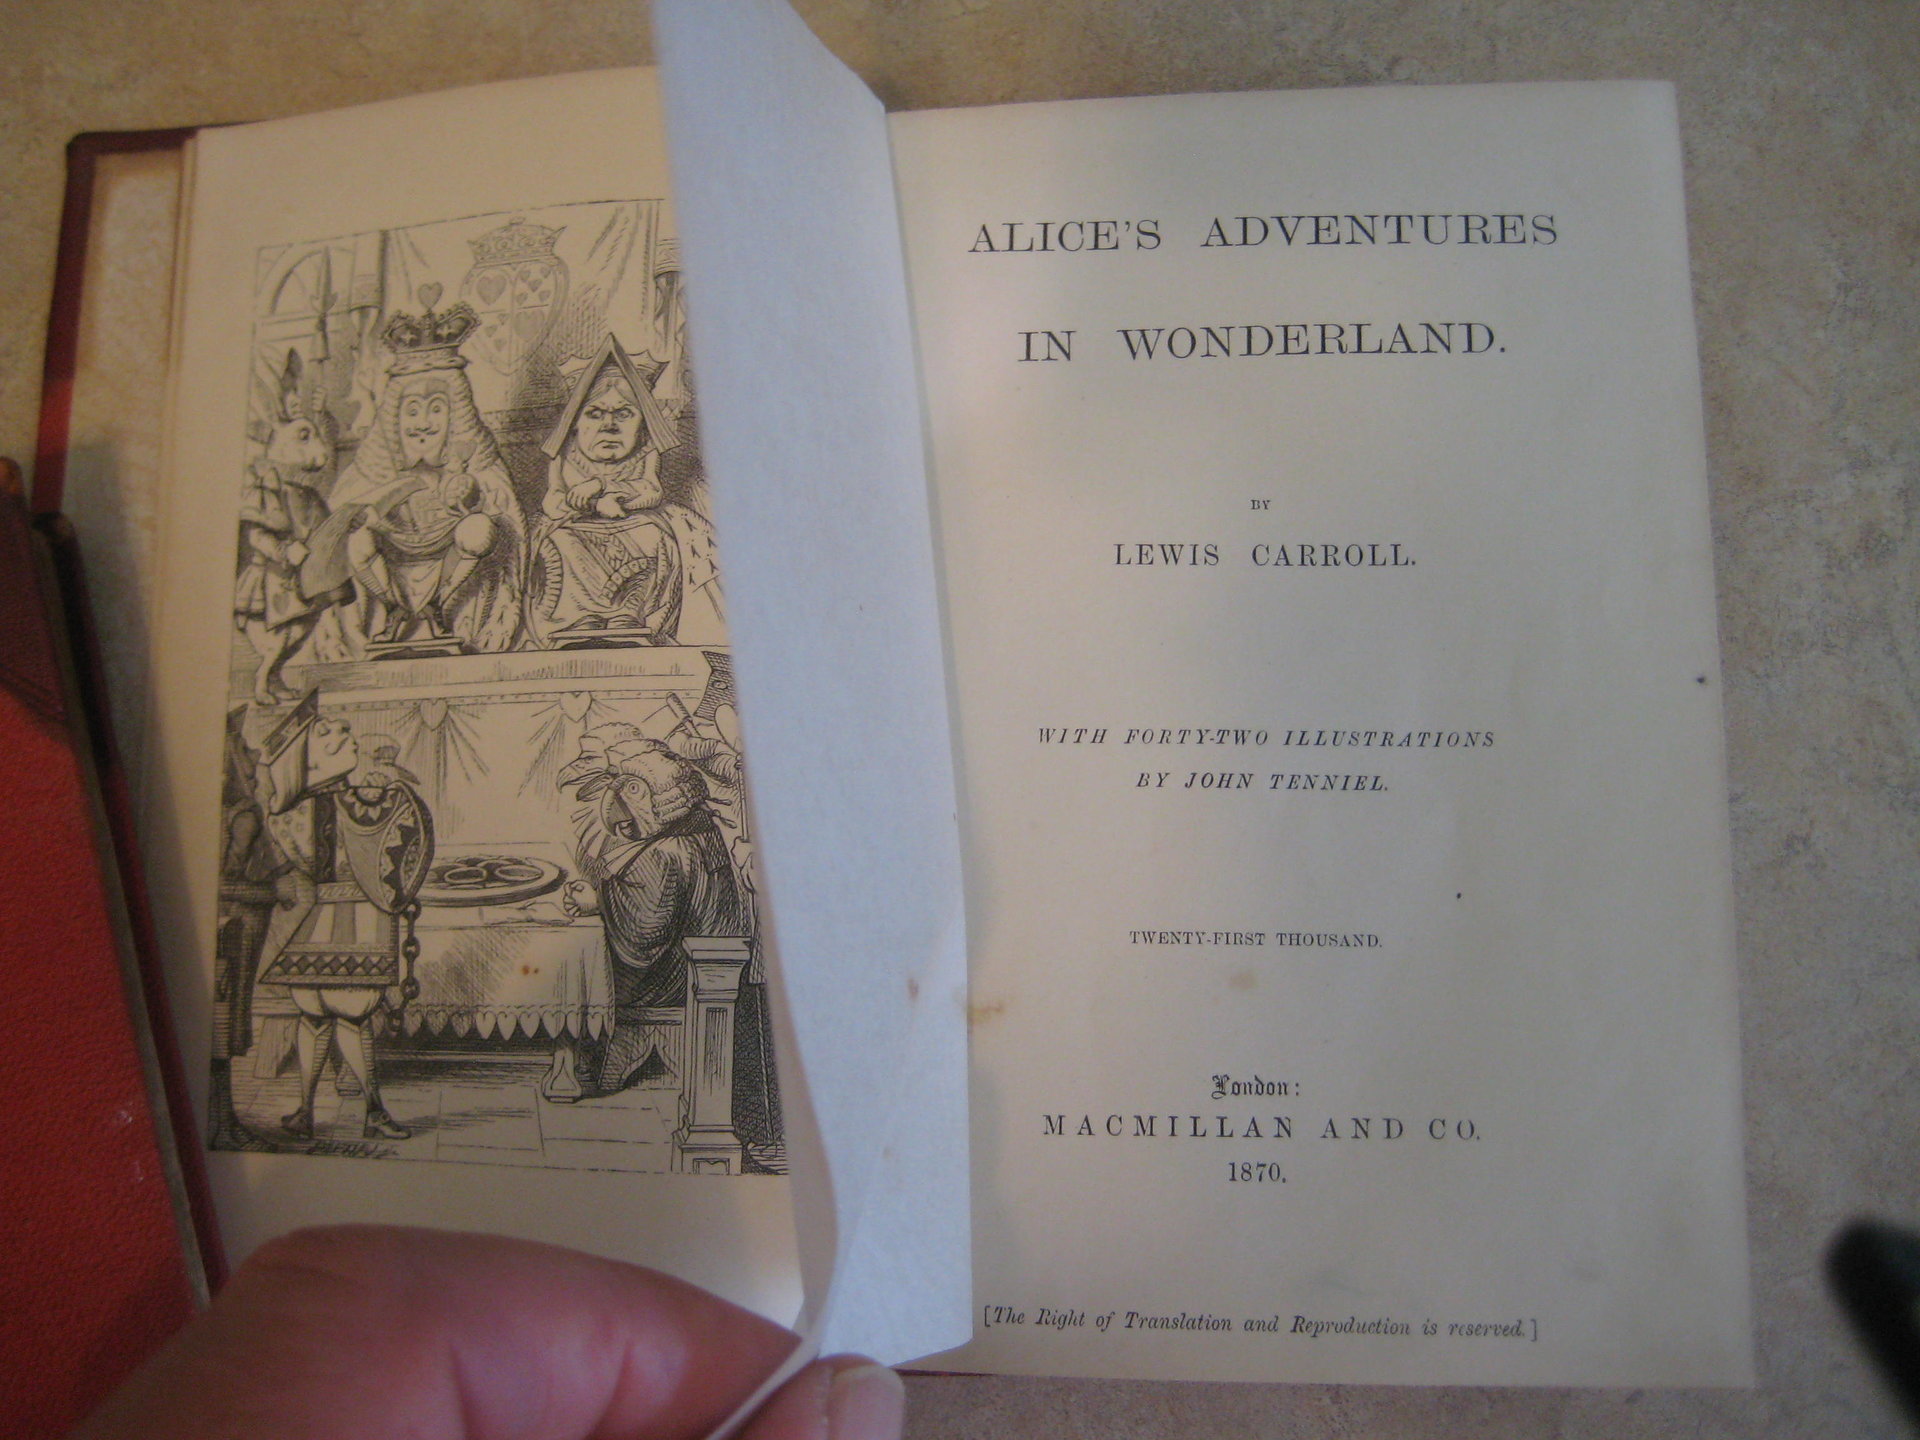 ALICE'S ADVENTURES
IN WONDERLAND.
BY
LEWIS CARROLL.
WITH FORTY-TWO ILLUSTRATIONS
BY JOHN TENNIEL.
TWENTY-FIRST THOUSAND.
London:
MACMILLAN AND CO.
1870.
[The Right of Translation and Reproduction is reserved.]